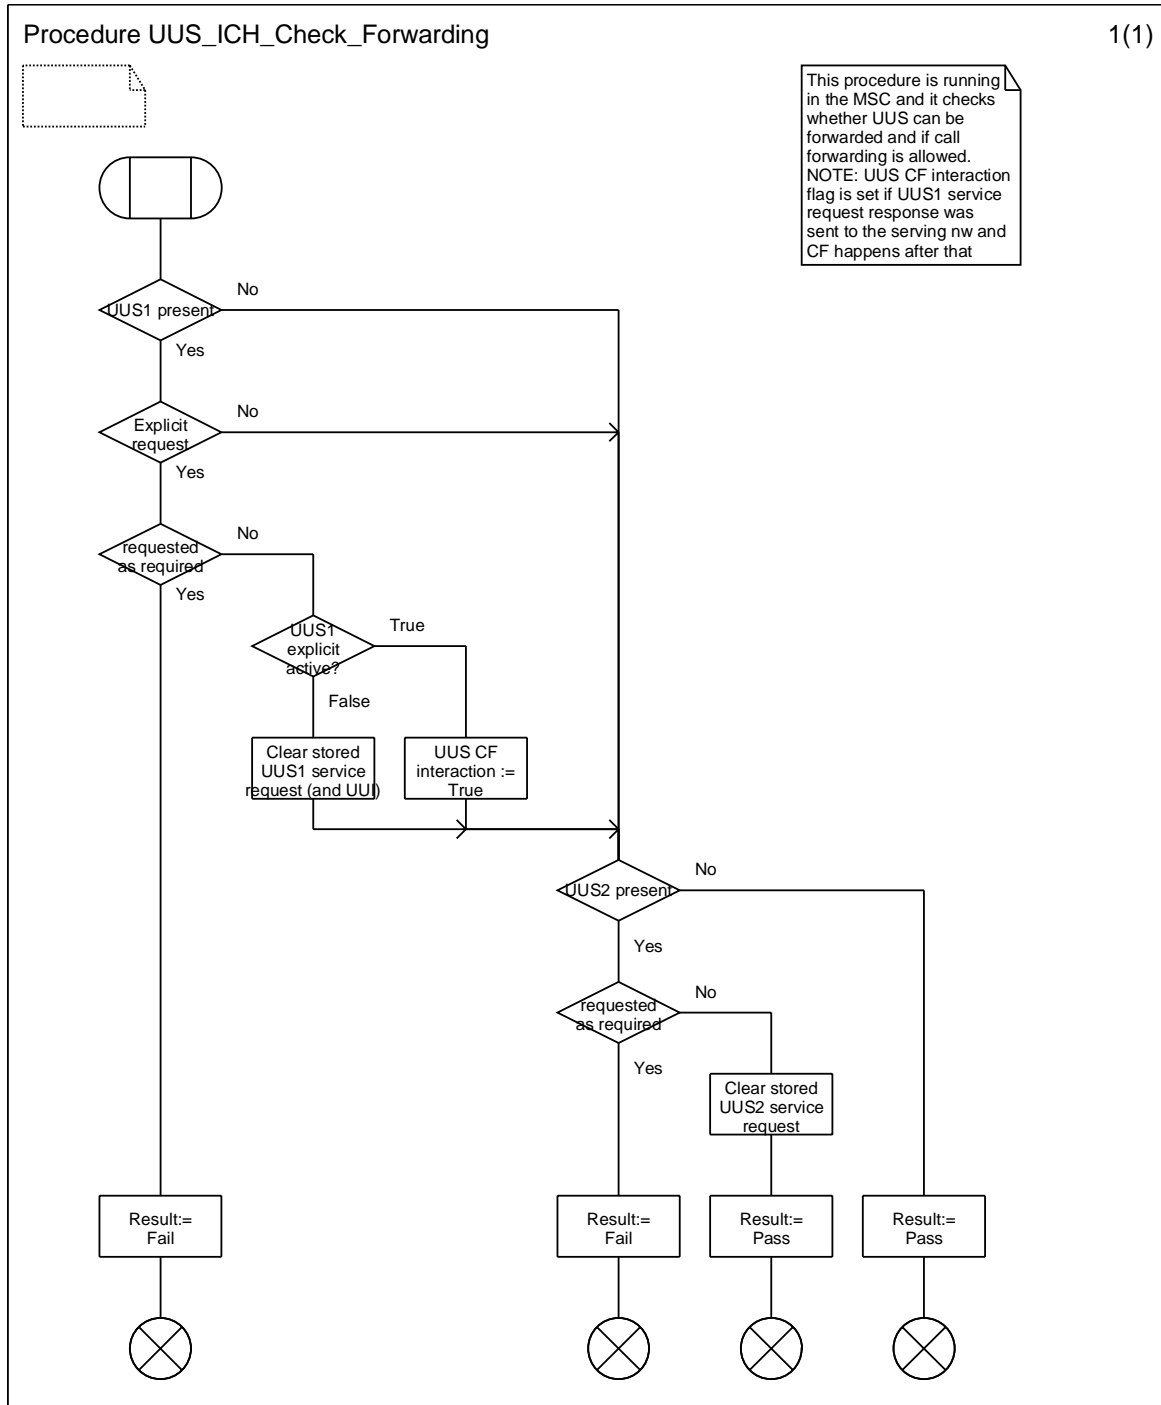 Procedure UUS_ICH_Check_Forwarding
1(1)
This procedure is running
in the MSC and it checks
whether UUS can be
forwarded and if call
forwarding is allowed.
NOTE: UUS CF interaction
flag is set if UUS1 service
request response was
sent to the serving nw and
CF happens after that
UUS1 present
No
Yes
Explicit
request
No
Yes
requested
as required
No
Yes
UUS1
explicit
active?
True
False
Clear stored
UUS1 service
request (and UUI)
UUS CF
interaction :=
True
UUS2 present
No
Yes
requested
as required
No
Yes
Clear stored
UUS2 service
request
Result:=
Fail
Result:=
Fail
Result:=
Pass
Result:=
Pass